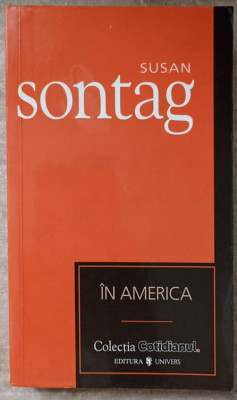 SUSAN
sontag
ÎN AMERICA
Colecția Cotidianul
EDITURA UNIVERS